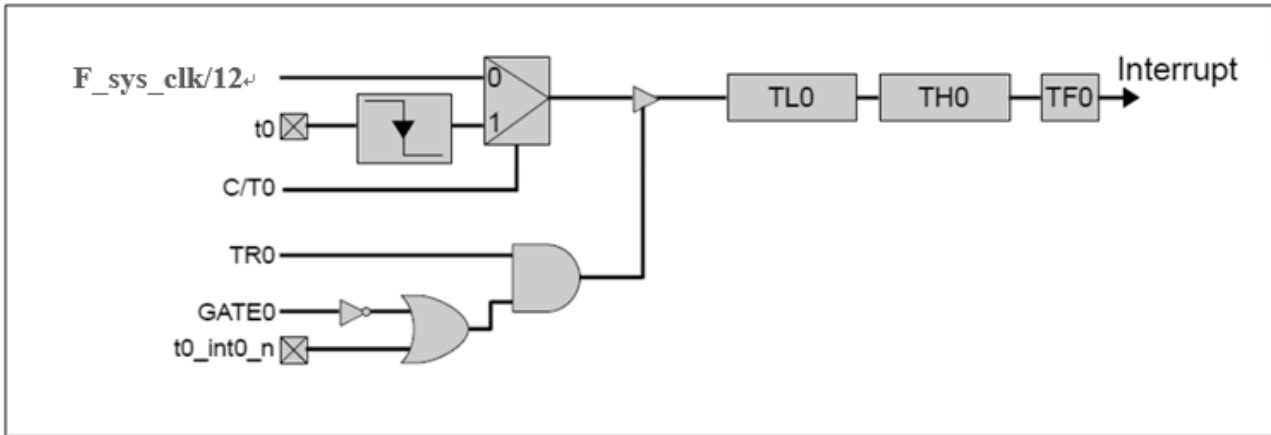 F_sys_clk/12↵
t0
C/T0
TR0
GATE0
t0_int0_n
0
1
TL0
TH0
TF0
Interrupt